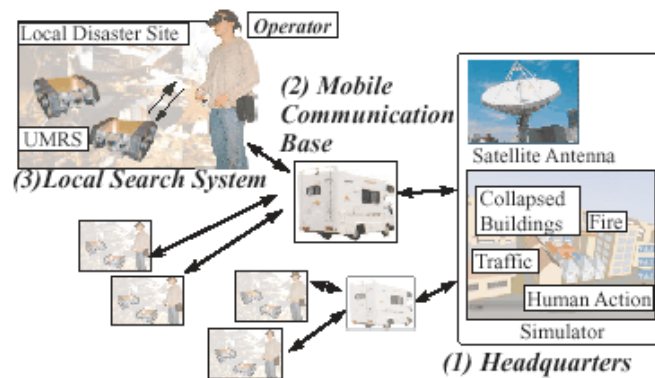 Local Disaster Site
Operator
UMRS
(3)Local Search System
(2) Mobile
Communication
Base
Satellite Antenna
Collapsed
Buildings
Fire
Traffic
Human Action
Simulator
(1) Headquarters